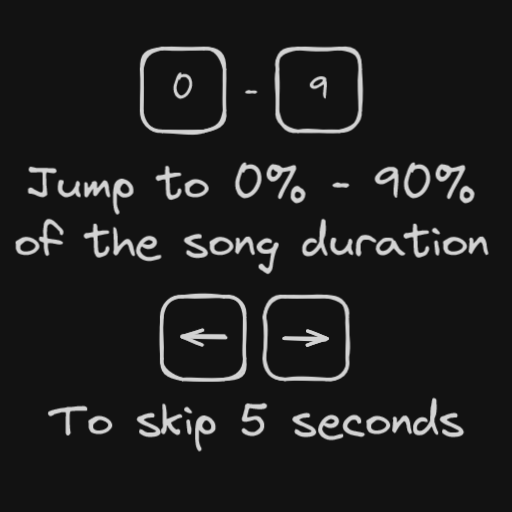 0 - 9
Jump to 0% - 90%
of the song duration
← →
To skip 5 seconds